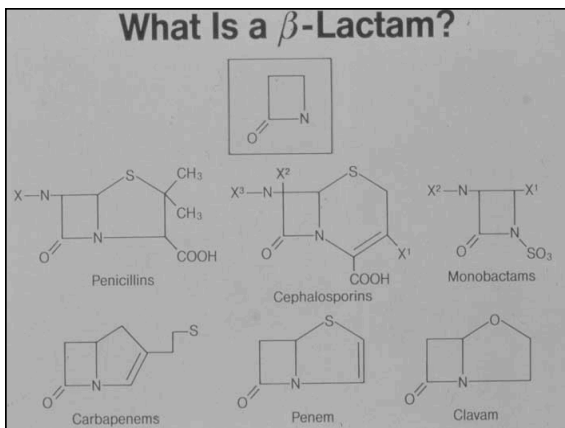 What Is a β-Lactam?
O
N
X—N
S
CH₃
CH₃
O
N
COOH
Penicillins
X³—N
X²
S
O
N
X¹
COOH
Cephalosporins
X²—N
X¹
O
N
SO₃
Monobactams
S
O
N
Carbapenems
S
O
N
Penem
O
O
N
Clavam